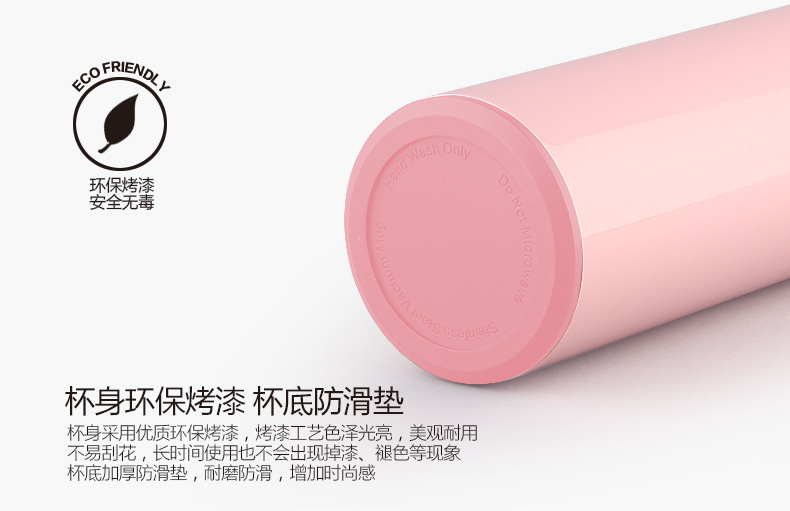 ECO FRIENDLY
环保烤漆
安全无毒
Hand Wash Only
Do Not Microwave
Stainless Steel Vacuum Mug
杯身环保烤漆 杯底防滑垫
杯身采用优质环保烤漆，烤漆工艺色泽光亮，美观耐用
不易刮花，长时间使用也不会出现掉漆、褪色等现象
杯底加厚防滑垫，耐磨防滑，增加时尚感